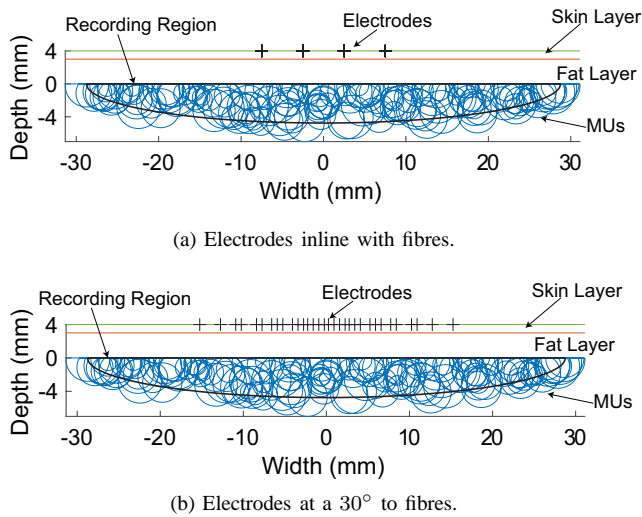 Recording Region
Electrodes
Skin Layer
4
Fat Layer
0
-4
MUs
Depth (mm)
-30 -20 -10 0 10 20 30
Width (mm)
(a) Electrodes inline with fibres.
Recording Region
Electrodes
Skin Layer
4
Fat Layer
0
-4
MUs
Depth (mm)
-30 -20 -10 0 10 20 30
Width (mm)
(b) Electrodes at a 30° to fibres.